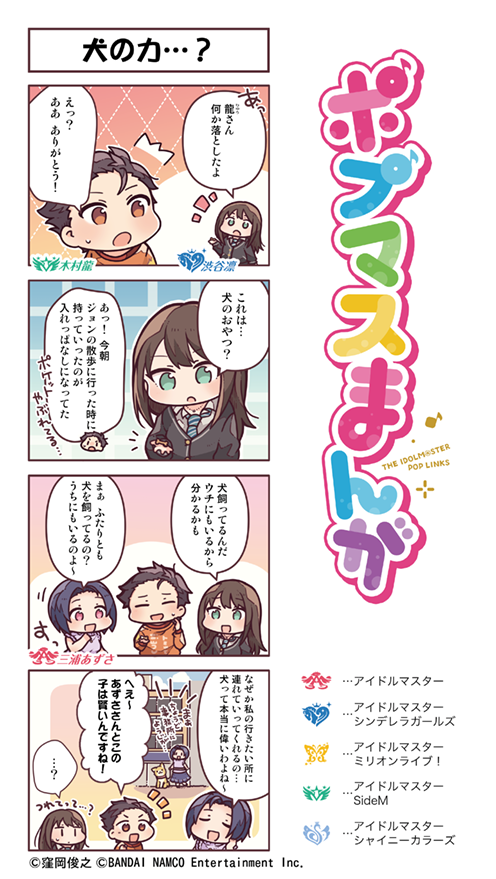 犬の力…？
あっ
龍さん
何か落としたよ
えっ？
ああ ありがとう！
木村龍
渋谷凛
これは…
犬のおやつ？
あっ！ 今朝
ジョンの散歩に行った時に
持っていったのが
入れっぱなしになってた
ポケット
やぶれてる…
犬飼ってるんだ
ウチにもいるから
分かるかも
まぁ ふたりとも
犬を飼ってるの？
うちにもいるのよ～
すっ
三浦あずさ
なぜか私の行きたい所に
連れていってくれるの…
犬って本当に偉いわよね～
へえ～
あずささんとこの
子は賢いんですね！
…？
つれてって…？
ポプマスまんが
THE IDOLM@STER
POP LINKS
…アイドルマスター
…アイドルマスター
シンデレラガールズ
…アイドルマスター
ミリオンライブ！
…アイドルマスター
SideM
…アイドルマスター
シャイニーカラーズ
©窪岡俊之 ©BANDAI NAMCO Entertainment Inc.